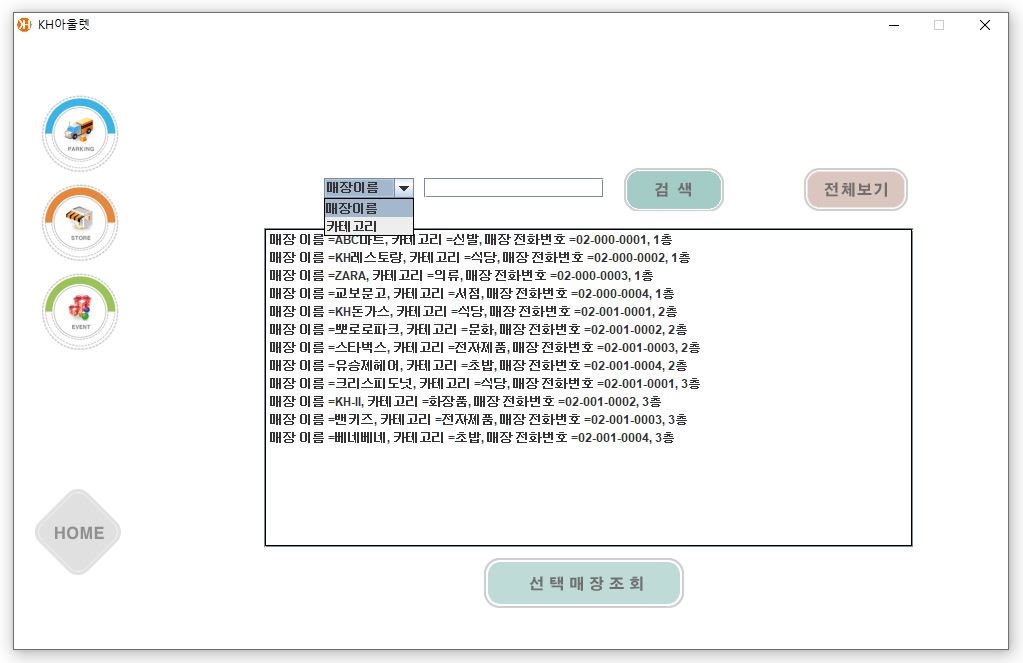 KH아울렛
PARKING
STORE
EVENT
HOME
매장이름
검 색
전체보기
매장이름
카테고리
매장 이름 =ABC마트, 카테고리 =신발, 매장 전화번호 =02-000-0001, 1층
매장 이름 =KH레스토랑, 카테고리 =식당, 매장 전화번호 =02-000-0002, 1층
매장 이름 =ZARA, 카테고리 =의류, 매장 전화번호 =02-000-0003, 1층
매장 이름 =교보문고, 카테고리 =서점, 매장 전화번호 =02-000-0004, 1층
매장 이름 =KH돈가스, 카테고리 =식당, 매장 전화번호 =02-001-0001, 2층
매장 이름 =뽀로로파크, 카테고리 =문화, 매장 전화번호 =02-001-0002, 2층
매장 이름 =스타벅스, 카테고리 =전자제품, 매장 전화번호 =02-001-0003, 2층
매장 이름 =유승제헤어, 카테고리 =초밥, 매장 전화번호 =02-001-0004, 2층
매장 이름 =크리스피도넛, 카테고리 =식당, 매장 전화번호 =02-001-0001, 3층
매장 이름 =KH-II, 카테고리 =화장품, 매장 전화번호 =02-001-0002, 3층
매장 이름 =밴키즈, 카테고리 =전자제품, 매장 전화번호 =02-001-0003, 3층
매장 이름 =베네베네, 카테고리 =초밥, 매장 전화번호 =02-001-0004, 3층
선택매장조회